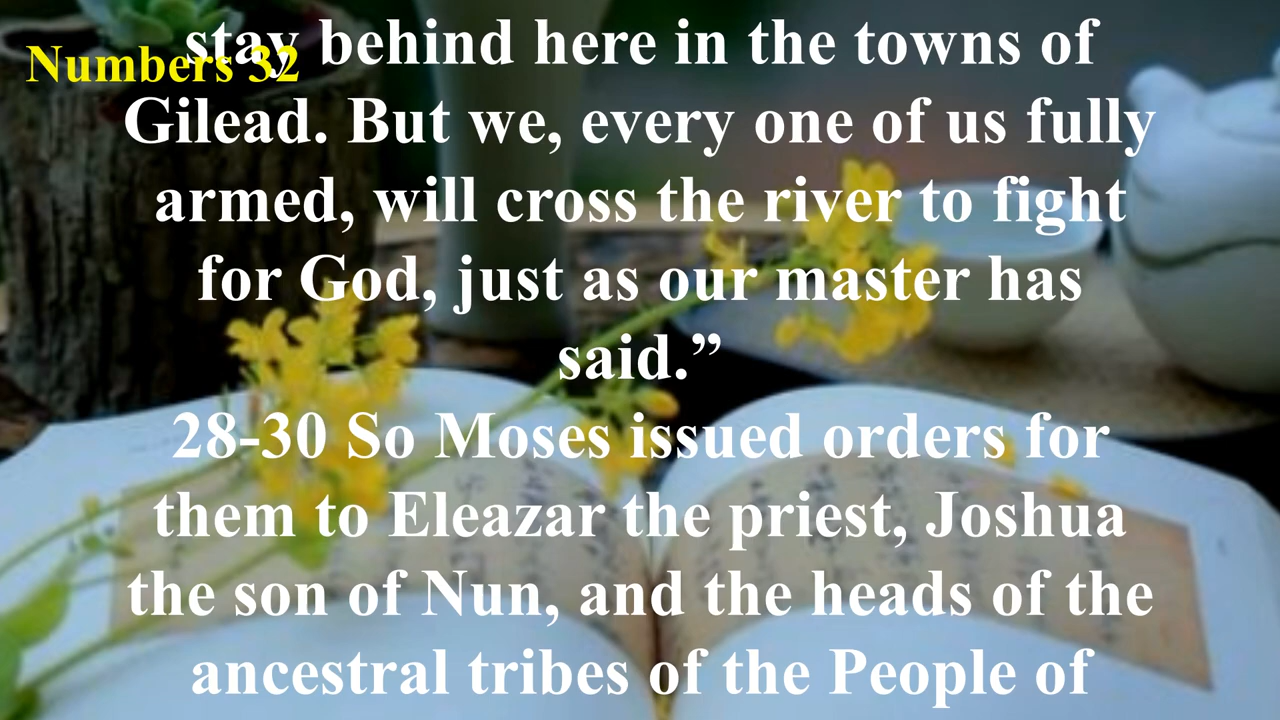 Numbers 32
stay behind here in the towns of
Gilead. But we, every one of us fully
armed, will cross the river to fight
for God, just as our master has
said.”
28-30 So Moses issued orders for
them to Eleazar the priest, Joshua
the son of Nun, and the heads of the
ancestral tribes of the People of